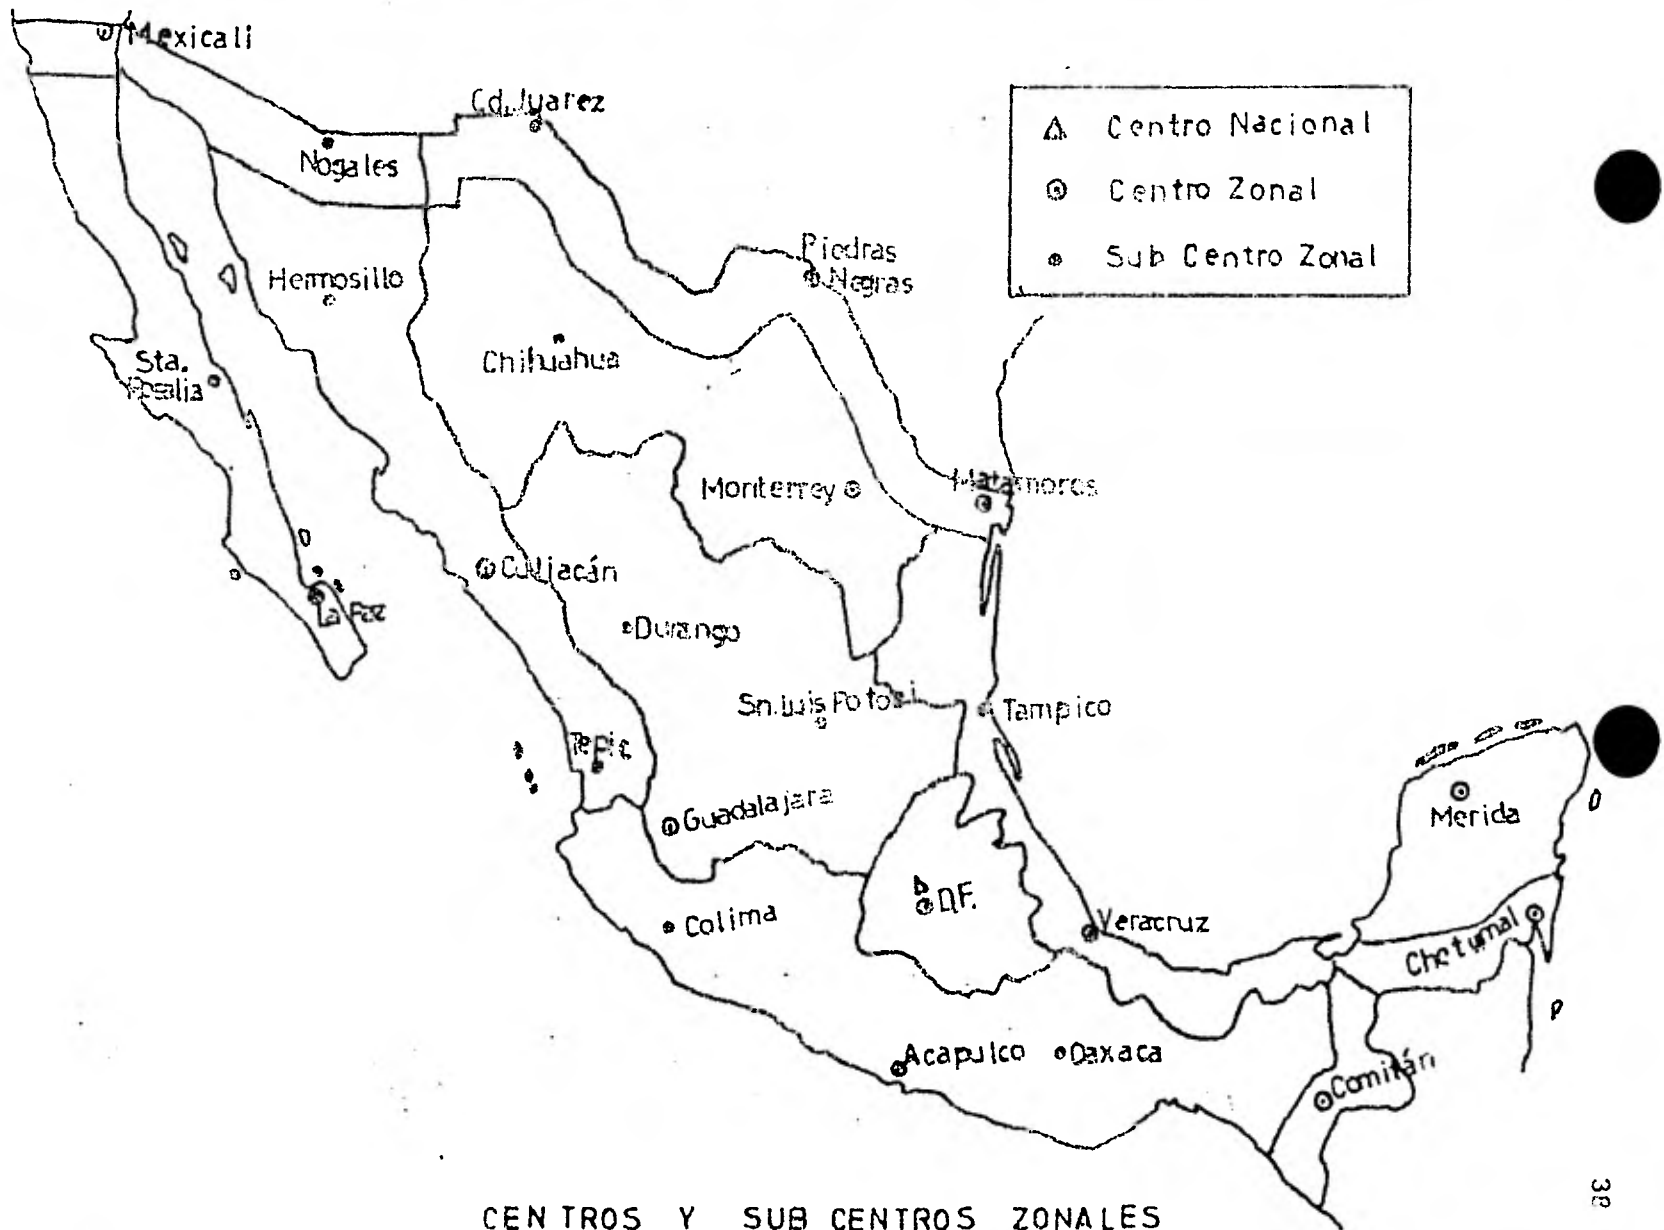 Mexicali
Cd.Juarez
Nogales
△ Centro Nacional
⊙ Centro Zonal
• Sub Centro Zonal
Piedras
Negras
Hermosillo
Chihuahua
Sta.
Rosalia
Monterrey
Matamoros
Culiacán
La Paz
Durango
Sn.Luis Potosi
Tampico
Tepic
Guadalajara
Merida
D.F.
Colima
Veracruz
Chetumal
Acapulco
Oaxaca
Comitán
CENTROS Y SUB CENTROS ZONALES